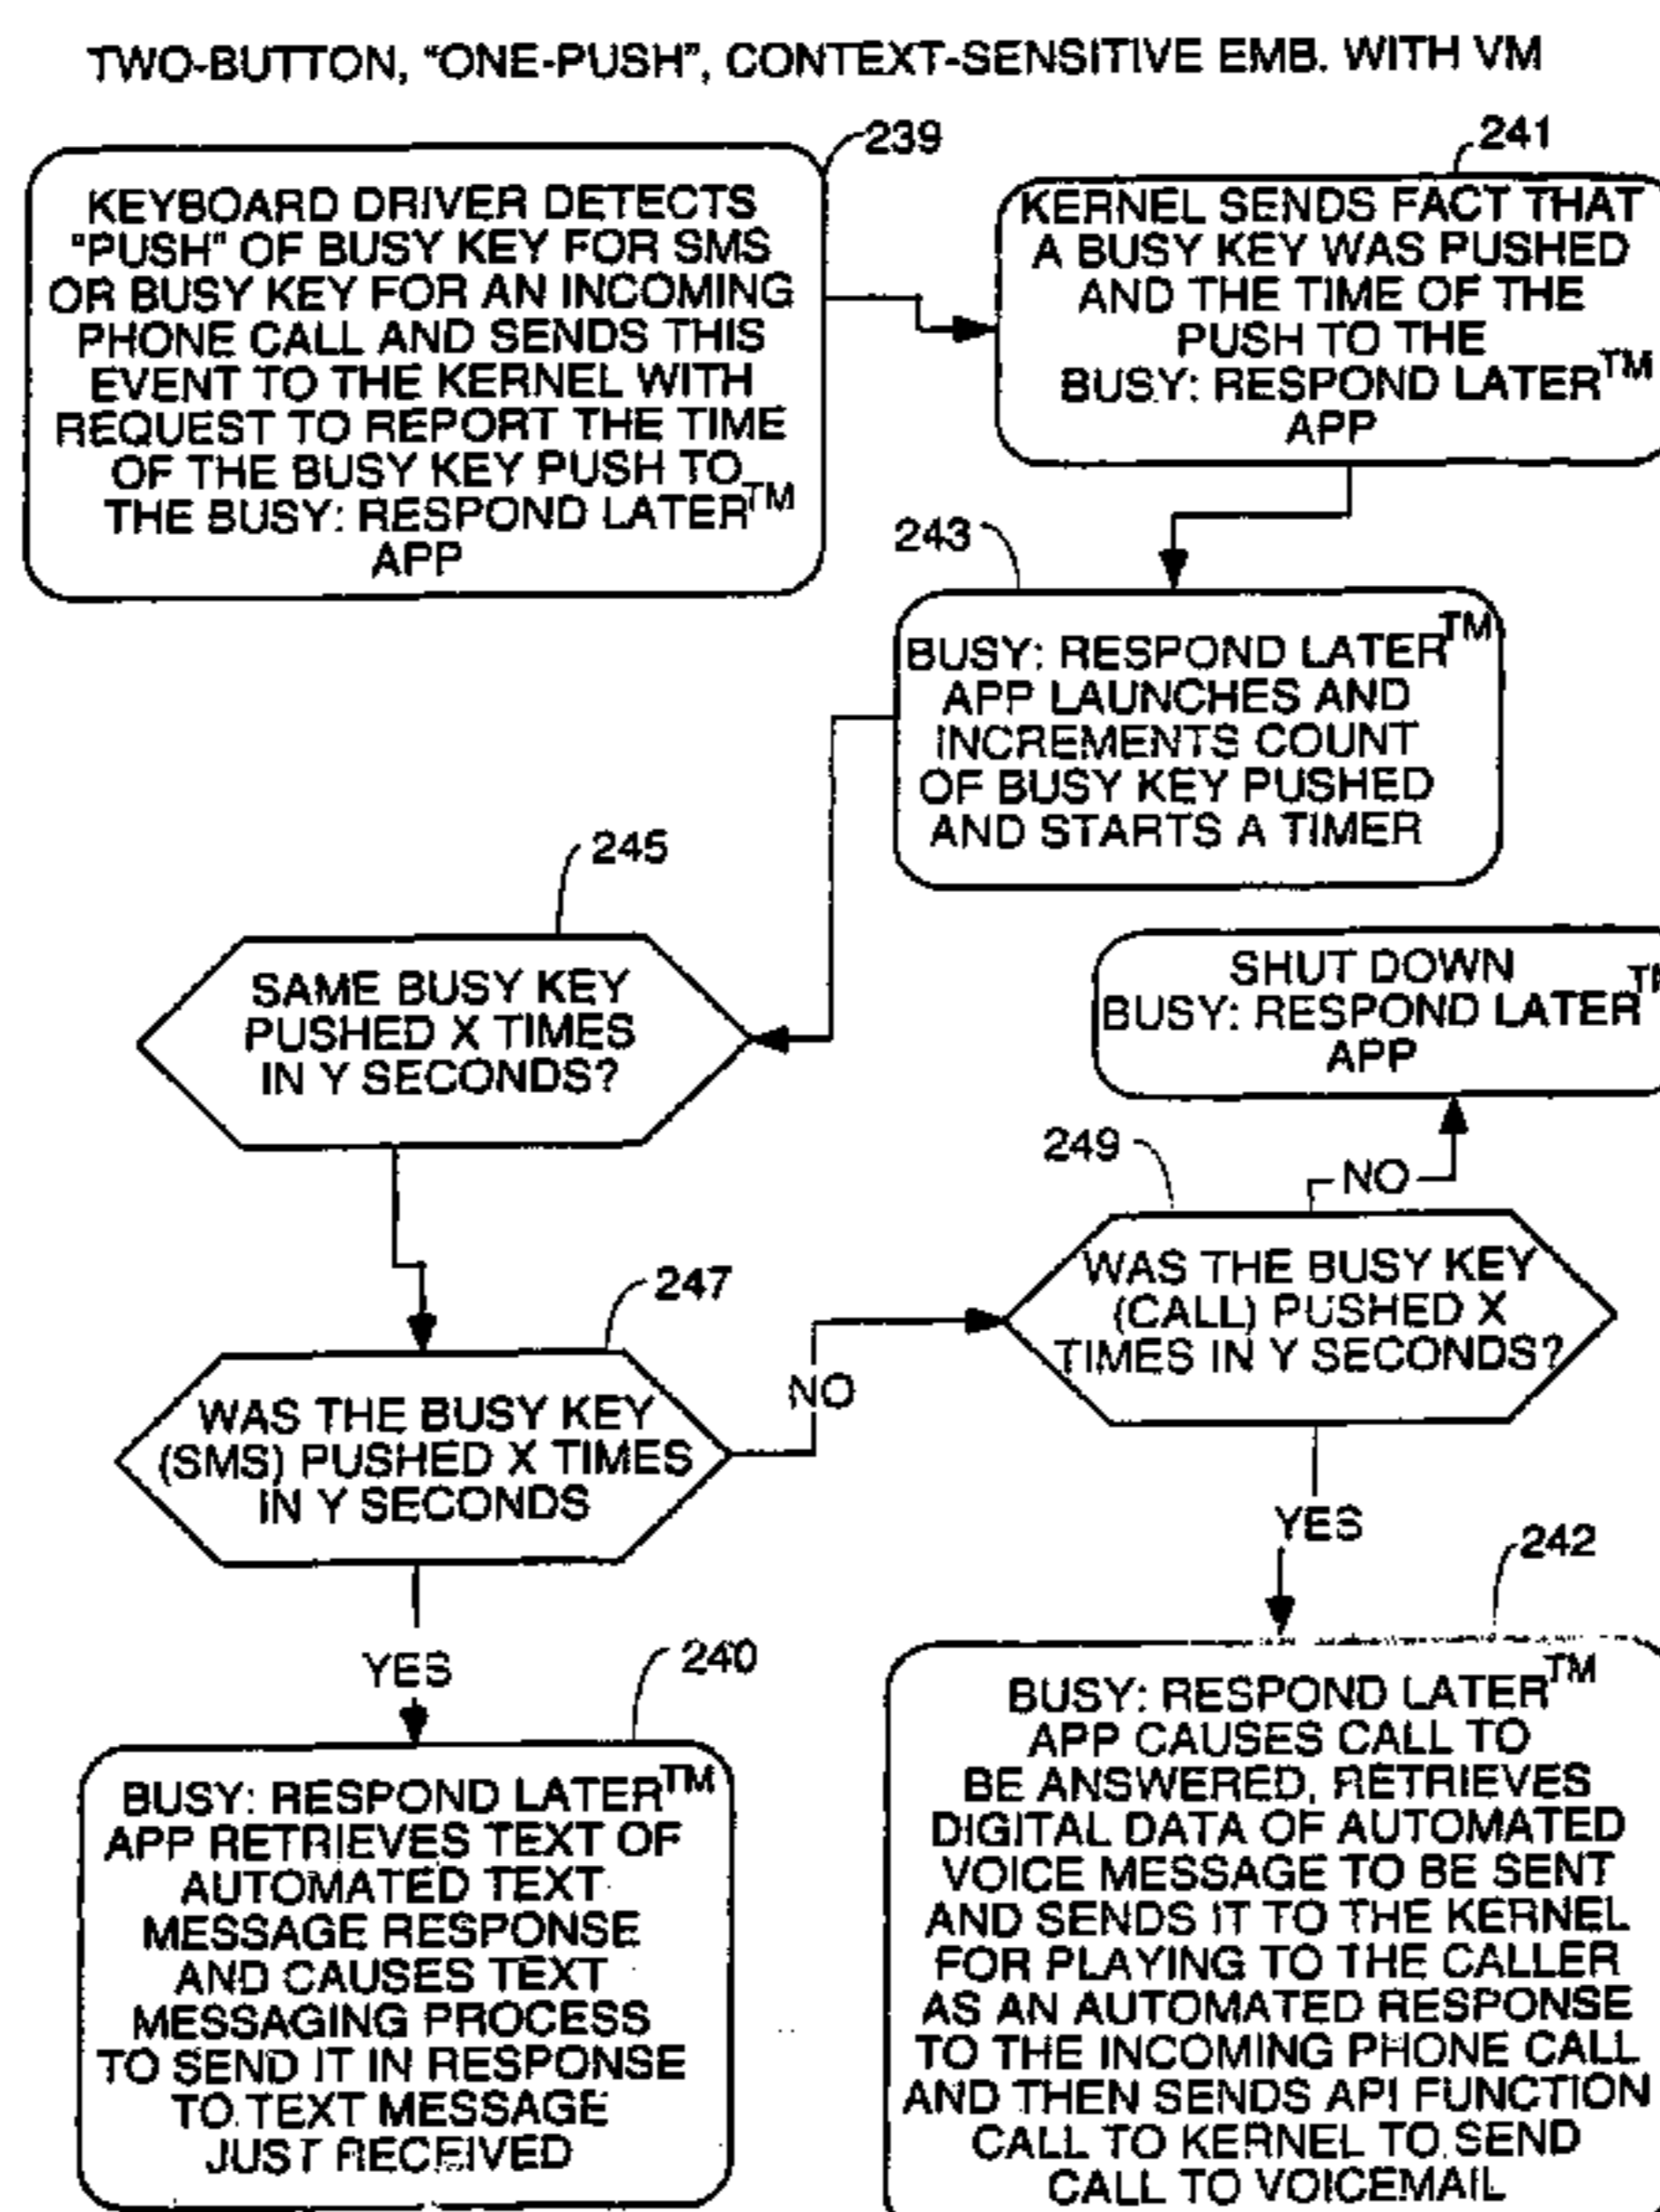 TWO-BUTTON, "ONE-PUSH", CONTEXT-SENSITIVE EMB. WITH VM
239
KEYBOARD DRIVER DETECTS
"PUSH" OF BUSY KEY FOR SMS
OR BUSY KEY FOR AN INCOMING
PHONE CALL AND SENDS THIS
EVENT TO THE KERNEL WITH
REQUEST TO REPORT THE TIME
OF THE BUSY KEY PUSH TO
THE BUSY: RESPOND LATER™
APP
241
KERNEL SENDS FACT THAT
A BUSY KEY WAS PUSHED
AND THE TIME OF THE
PUSH TO THE
BUSY: RESPOND LATER™
APP
243
BUSY: RESPOND LATER™
APP LAUNCHES AND
INCREMENTS COUNT
OF BUSY KEY PUSHED
AND STARTS A TIMER
245
SAME BUSY KEY
PUSHED X TIMES
IN Y SECONDS?
SHUT DOWN
BUSY: RESPOND LATER
APP
249
NO
WAS THE BUSY KEY
(CALL) PUSHED X
TIMES IN Y SECONDS?
247
WAS THE BUSY KEY
(SMS) PUSHED X TIMES
IN Y SECONDS
NO
YES
YES
240
BUSY: RESPOND LATER™
APP RETRIEVES TEXT OF
AUTOMATED TEXT
MESSAGE RESPONSE
AND CAUSES TEXT
MESSAGING PROCESS
TO SEND IT IN RESPONSE
TO TEXT MESSAGE
JUST RECEIVED
242
BUSY: RESPOND LATER™
APP CAUSES CALL TO
BE ANSWERED, RETRIEVES
DIGITAL DATA OF AUTOMATED
VOICE MESSAGE TO BE SENT
AND SENDS IT TO THE KERNEL
FOR PLAYING TO THE CALLER
AS AN AUTOMATED RESPONSE
TO THE INCOMING PHONE CALL
AND THEN SENDS API FUNCTION
CALL TO KERNEL TO SEND
CALL TO VOICEMAIL